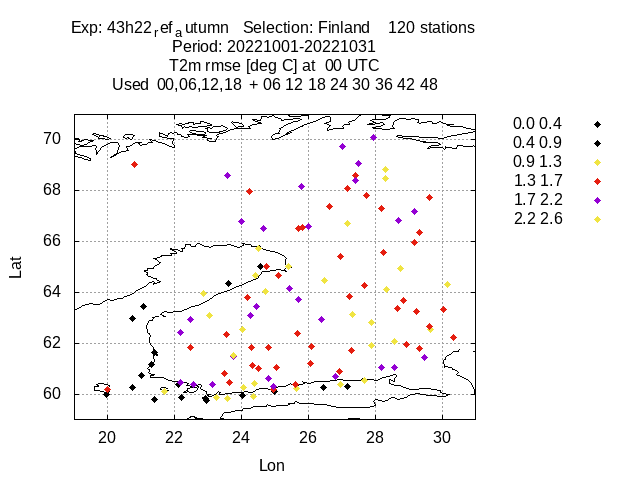 Exp: 43h22ref_autumn Selection: Finland 120 stations
Period: 20221001-20221031
T2m rmse [deg C] at 00 UTC
Used 00,06,12,18 + 06 12 18 24 30 36 42 48
0.0 0.4
0.4 0.9
0.9 1.3
1.3 1.7
1.7 2.2
2.2 2.6
70
68
66
64
62
60
Lat
20 22 24 26 28 30
Lon